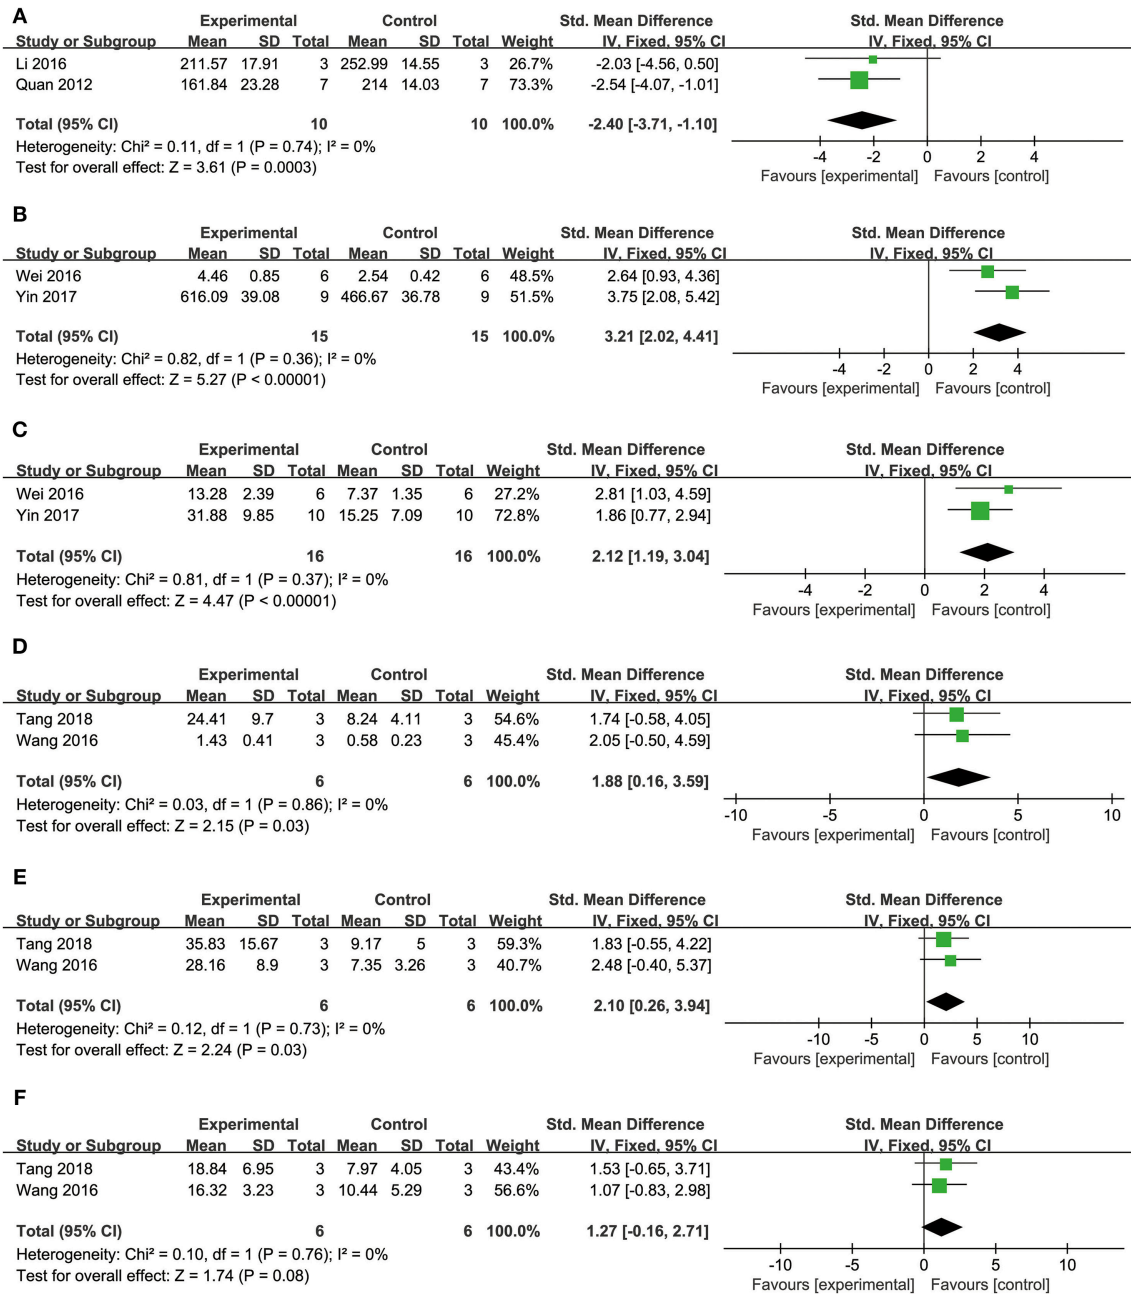 A
Experimental Control Std. Mean Difference Std. Mean Difference
Study or Subgroup Mean SD Total Mean SD Total Weight IV, Fixed, 95% CI IV, Fixed, 95% CI
Li 2016 211.57 17.91 3 252.99 14.55 3 26.7% -2.03 [-4.56, 0.50]
Quan 2012 161.84 23.28 7 214 14.03 7 73.3% -2.54 [-4.07, -1.01]
Total (95% CI) 10 10 100.0% -2.40 [-3.71, -1.10]
Heterogeneity: Chi² = 0.11, df = 1 (P = 0.74); I² = 0%
Test for overall effect: Z = 3.61 (P = 0.0003)
-4 -2 0 2 4
Favours [experimental] Favours [control]
B
Experimental Control Std. Mean Difference Std. Mean Difference
Study or Subgroup Mean SD Total Mean SD Total Weight IV, Fixed, 95% CI IV, Fixed, 95% CI
Wei 2016 4.46 0.85 6 2.54 0.42 6 48.5% 2.64 [0.93, 4.36]
Yin 2017 616.09 39.08 9 466.67 36.78 9 51.5% 3.75 [2.08, 5.42]
Total (95% CI) 15 15 100.0% 3.21 [2.02, 4.41]
Heterogeneity: Chi² = 0.82, df = 1 (P = 0.36); I² = 0%
Test for overall effect: Z = 5.27 (P < 0.00001)
-4 -2 0 2 4
Favours [experimental] Favours [control]
C
Experimental Control Std. Mean Difference Std. Mean Difference
Study or Subgroup Mean SD Total Mean SD Total Weight IV, Fixed, 95% CI IV, Fixed, 95% CI
Wei 2016 13.28 2.39 6 7.37 1.35 6 27.2% 2.81 [1.03, 4.59]
Yin 2017 31.88 9.85 10 15.25 7.09 10 72.8% 1.86 [0.77, 2.94]
Total (95% CI) 16 16 100.0% 2.12 [1.19, 3.04]
Heterogeneity: Chi² = 0.81, df = 1 (P = 0.37); I² = 0%
Test for overall effect: Z = 4.47 (P < 0.00001)
-4 -2 0 2 4
Favours [experimental] Favours [control]
D
Experimental Control Std. Mean Difference Std. Mean Difference
Study or Subgroup Mean SD Total Mean SD Total Weight IV, Fixed, 95% CI IV, Fixed, 95% CI
Tang 2018 24.41 9.7 3 8.24 4.11 3 54.6% 1.74 [-0.58, 4.05]
Wang 2016 1.43 0.41 3 0.58 0.23 3 45.4% 2.05 [-0.50, 4.59]
Total (95% CI) 6 6 100.0% 1.88 [0.16, 3.59]
Heterogeneity: Chi² = 0.03, df = 1 (P = 0.86); I² = 0%
Test for overall effect: Z = 2.15 (P = 0.03)
-10 -5 0 5 10
Favours [experimental] Favours [control]
E
Experimental Control Std. Mean Difference Std. Mean Difference
Study or Subgroup Mean SD Total Mean SD Total Weight IV, Fixed, 95% CI IV, Fixed, 95% CI
Tang 2018 35.83 15.67 3 9.17 5 3 59.3% 1.83 [-0.55, 4.22]
Wang 2016 28.16 8.9 3 7.35 3.26 3 40.7% 2.48 [-0.40, 5.37]
Total (95% CI) 6 6 100.0% 2.10 [0.26, 3.94]
Heterogeneity: Chi² = 0.12, df = 1 (P = 0.73); I² = 0%
Test for overall effect: Z = 2.24 (P = 0.03)
-10 -5 0 5 10
Favours [experimental] Favours [control]
F
Experimental Control Std. Mean Difference Std. Mean Difference
Study or Subgroup Mean SD Total Mean SD Total Weight IV, Fixed, 95% CI IV, Fixed, 95% CI
Tang 2018 18.84 6.95 3 7.97 4.05 3 43.4% 1.53 [-0.65, 3.71]
Wang 2016 16.32 3.23 3 10.44 5.29 3 56.6% 1.07 [-0.83, 2.98]
Total (95% CI) 6 6 100.0% 1.27 [-0.16, 2.71]
Heterogeneity: Chi² = 0.10, df = 1 (P = 0.76); I² = 0%
Test for overall effect: Z = 1.74 (P = 0.08)
-10 -5 0 5 10
Favours [experimental] Favours [control]